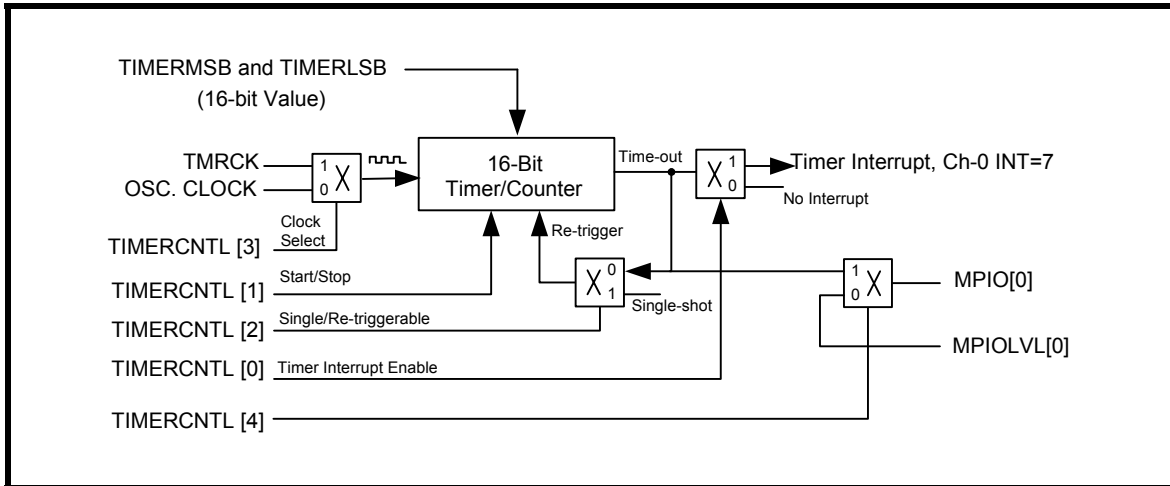 TIMERMSB and TIMERLSB
(16-bit Value)
TMRCK
OSC. CLOCK
1
0
X
16-Bit
Timer/Counter
Time-out
X
1
0
Timer Interrupt, Ch-0 INT=7
No Interrupt
Clock
Select
TIMERCNTL [3]
Re-trigger
Start/Stop
TIMERCNTL [1]
X
0
1
Single-shot
1
0
X
MPIO[0]
TIMERCNTL [2]
Single/Re-triggerable
MPIOLVL[0]
TIMERCNTL [0]
Timer Interrupt Enable
TIMERCNTL [4]